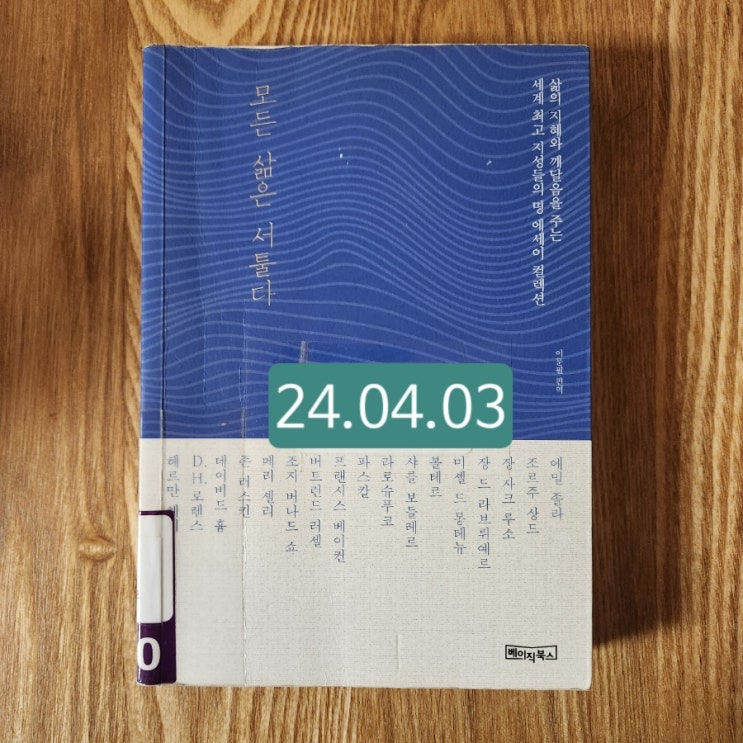 모든 삶은 서툴다
삶의 지혜와 깨달음을 주는
세계 최고 지성들의 명 에세이 컬렉션
편역
24.04.03
에밀 졸라
조르주 상드
장 자크 루소
장 드 라브뤼예르
미셸 드 몽테뉴
볼테르
샤를 보들레르
라로슈푸코
파스칼
프랜시스 베이컨
버트런드 러셀
조지 버나드 쇼
메리 셸리
존 러스킨
데이비드 흄
D.H. 로렌스
헤르만
베이직북스
0